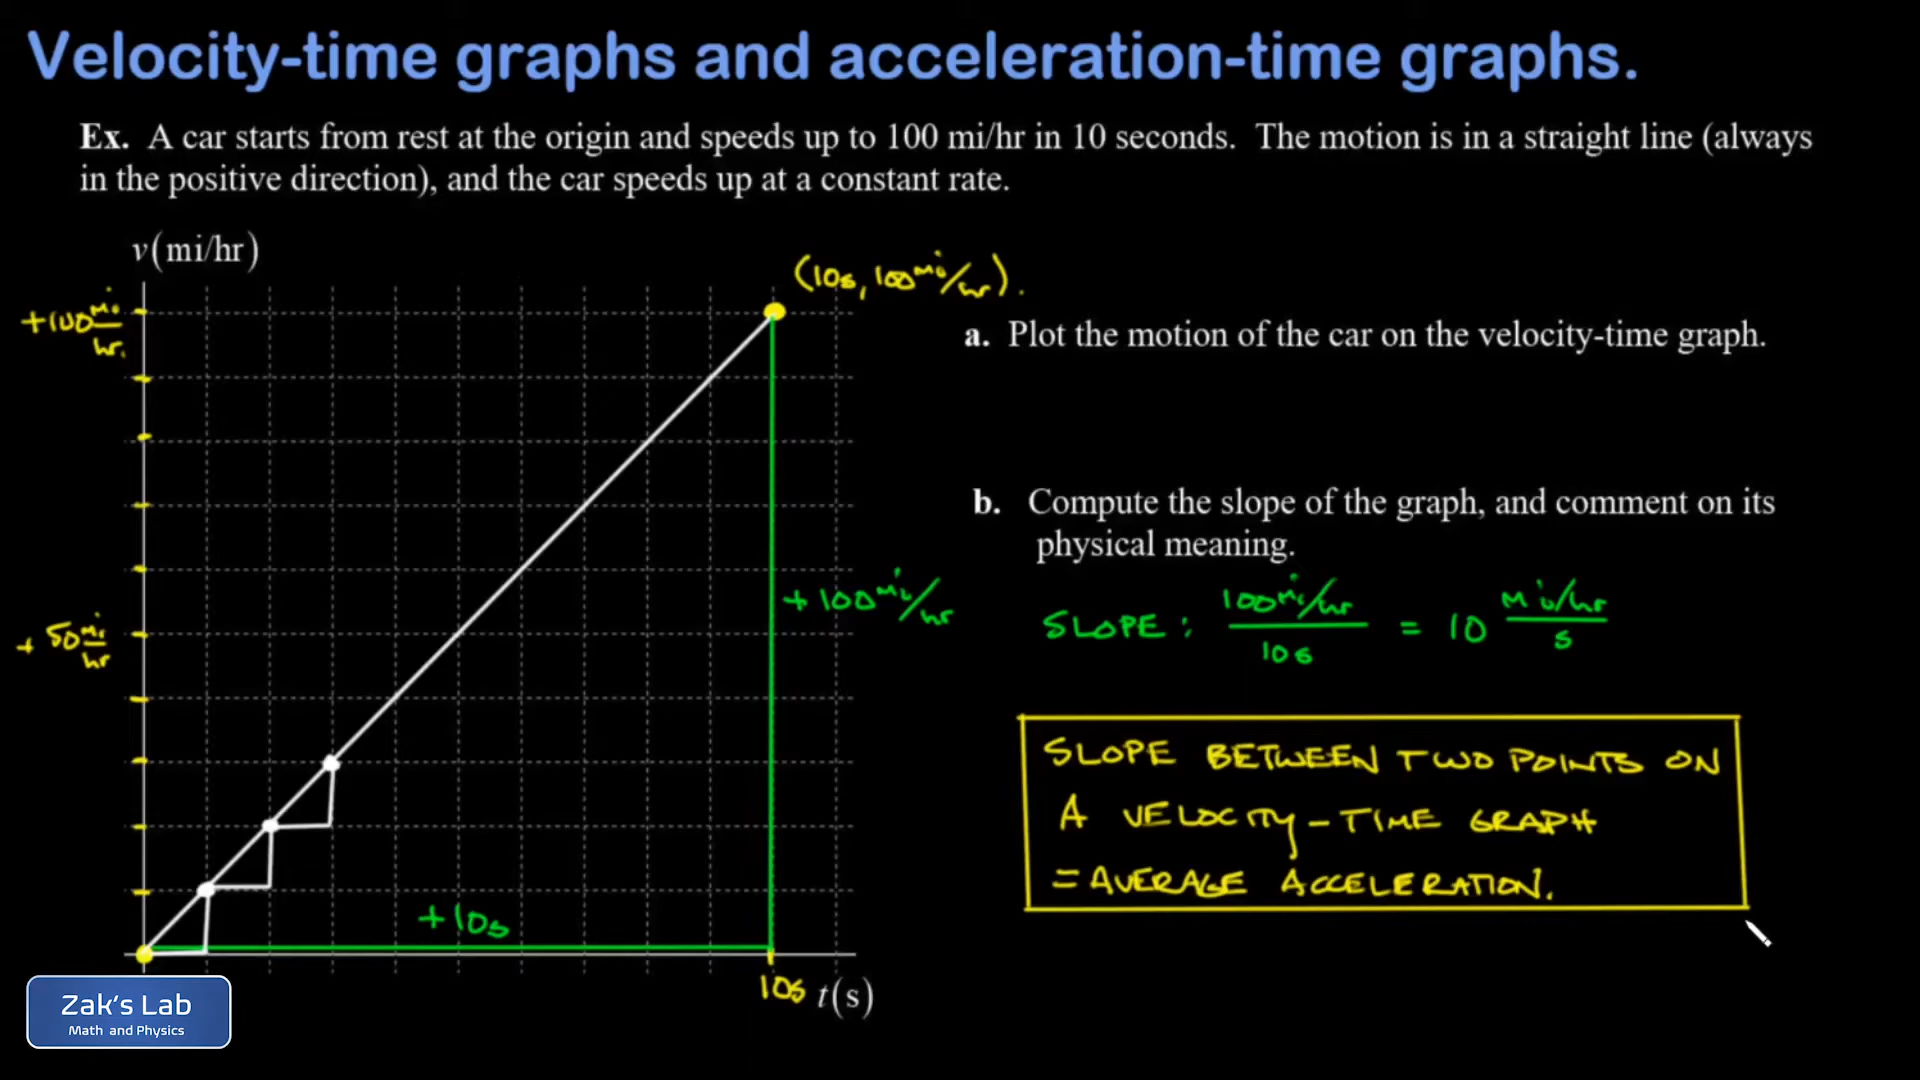 Velocity-time graphs and acceleration-time graphs.
Ex. A car starts from rest at the origin and speeds up to 100 mi/hr in 10 seconds. The motion is in a straight line (always
in the positive direction), and the car speeds up at a constant rate.
v(mi/hr)
(10s, 100 mi/hr).
+100 mi/hr.
a. Plot the motion of the car on the velocity-time graph.
b. Compute the slope of the graph, and comment on its
physical meaning.
+ 100 mi/hr
SLOPE: 100 mi/hr / 10s = 10 mi/hr / s
+ 50 mi/hr
SLOPE BETWEEN TWO POINTS ON
A VELOCITY-TIME GRAPH
= AVERAGE ACCELERATION.
+10s
10s t(s)
Zak's Lab
Math and Physics